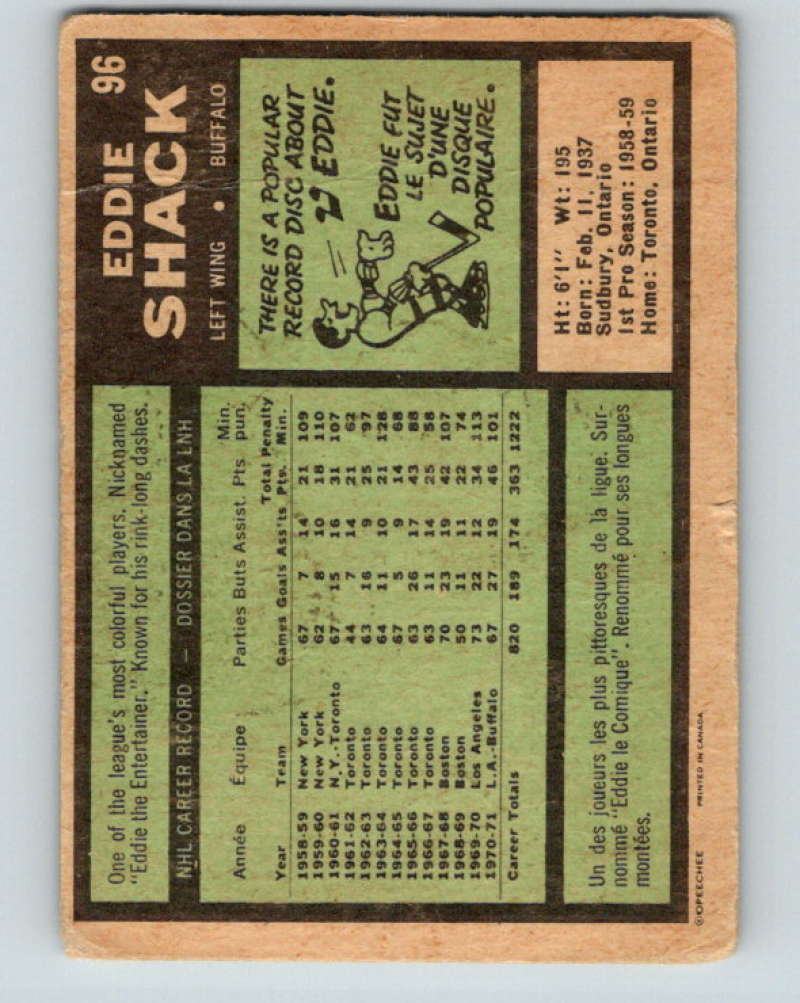 96
EDDIE
SHACK
LEFT WING • BUFFALO
One of the league's most colorful players. Nicknamed
"Eddie the Entertainer." Known for his rink-long dashes.
NHL CAREER RECORD – DOSSIER DANS LA LNH
Année Équipe Parties Buts Assist. Pts Min. pun.
Year Team Games Goals Ass'ts Total Pts. Penalty Min.
1958-59 New York 67 7 14 21 109
1959-60 New York 62 8 10 18 110
1960-61 N.Y.-Toronto 67 15 16 31 107
1961-62 Toronto 44 7 14 21 62
1962-63 Toronto 63 16 9 25 97
1963-64 Toronto 64 11 10 21 128
1964-65 Toronto 67 5 9 14 68
1965-66 Toronto 63 26 17 43 88
1966-67 Toronto 63 11 14 25 58
1967-68 Boston 70 23 19 42 107
1968-69 Boston 50 11 11 22 74
1969-70 Los Angeles 73 22 12 34 113
1970-71 L.A.-Buffalo 67 27 19 46 101
Career Totals 820 189 174 363 1222
Un des joueurs les plus pittoresques de la ligue. Sur-
nommé "Eddie le Comique". Renommé pour ses longues
montées.
THERE IS A POPULAR
RECORD DISC ABOUT
EDDIE.
EDDIE FUT
LE SUJET
D'UNE
DISQUE
POPULAIRE.
Ht: 6'1" Wt: 195
Born: Feb. 11, 1937
Sudbury, Ontario
1st Pro Season: 1958-59
Home: Toronto, Ontario
©OPEECHEE PRINTED IN CANADA